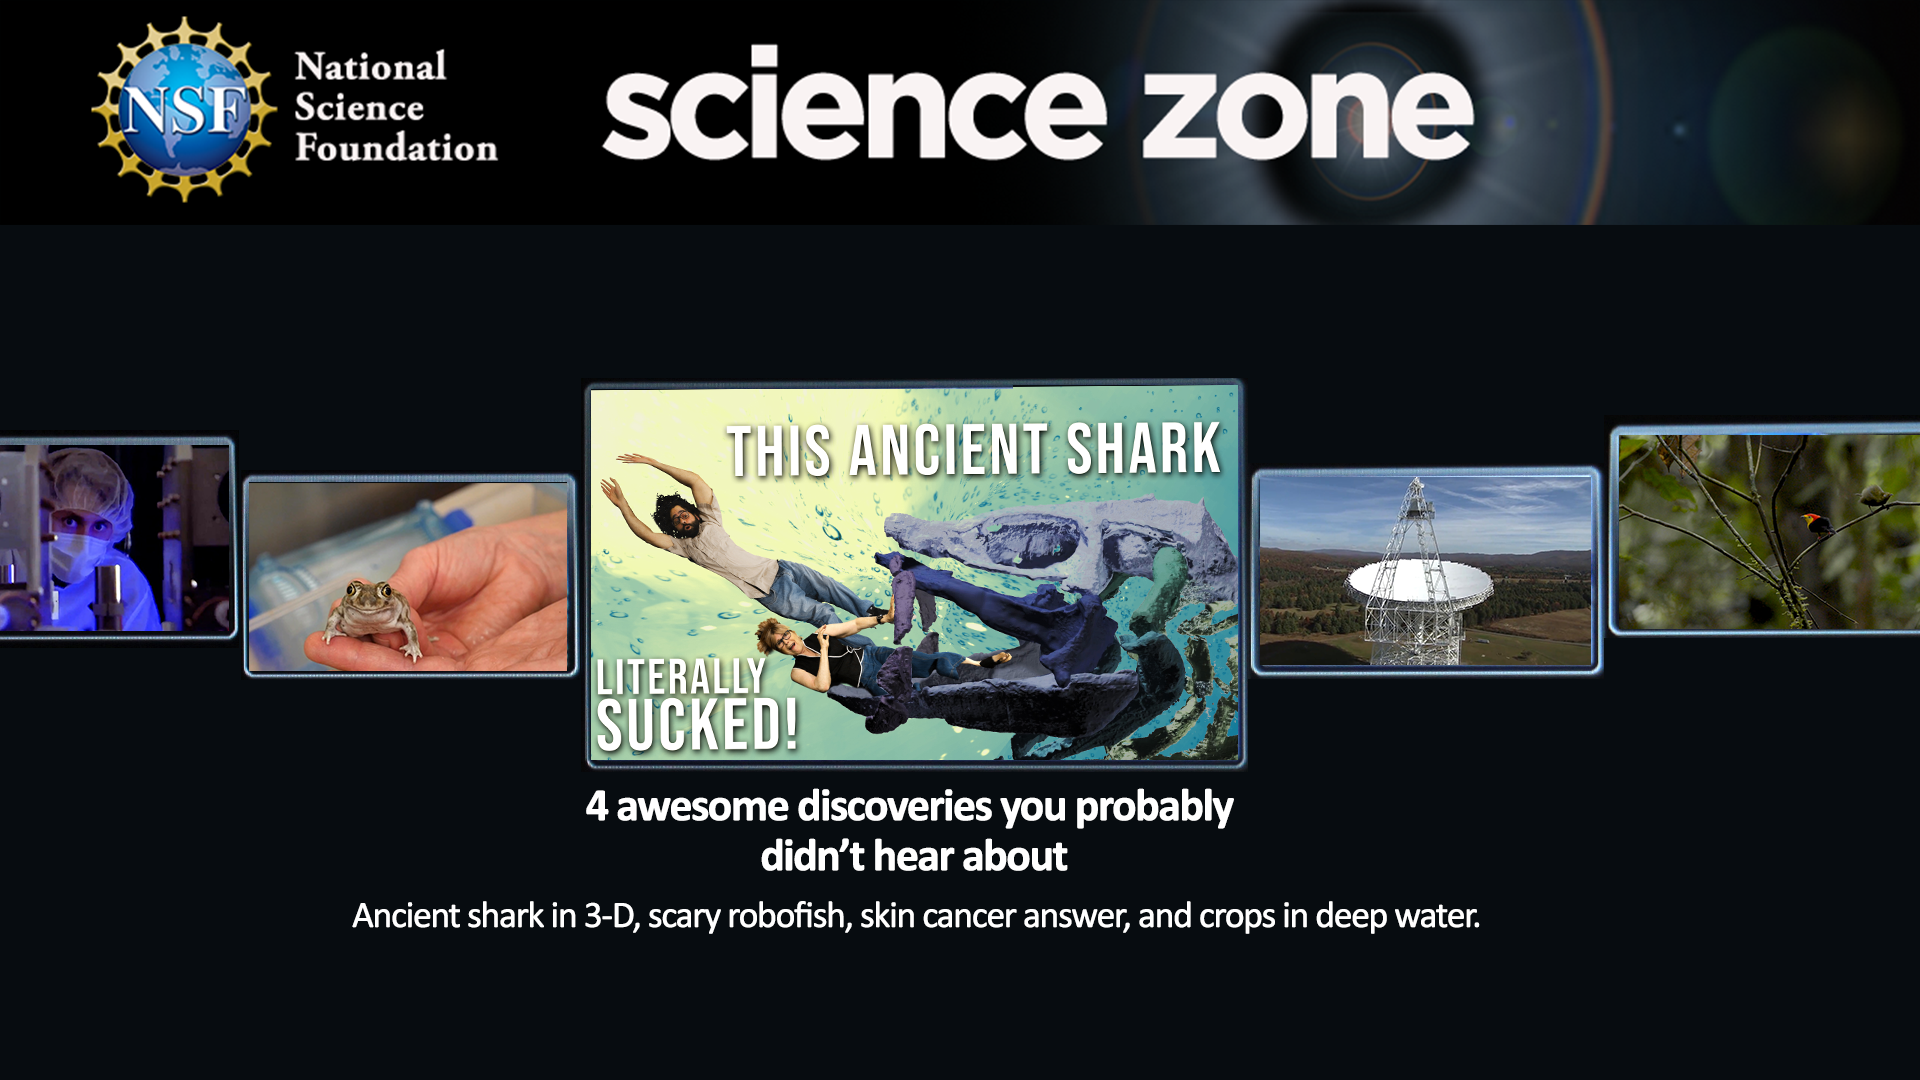 NSF
National
Science
Foundation
science zone
THIS ANCIENT SHARK
LITERALLY
SUCKED!
4 awesome discoveries you probably
didn’t hear about
Ancient shark in 3-D, scary robofish, skin cancer answer, and crops in deep water.